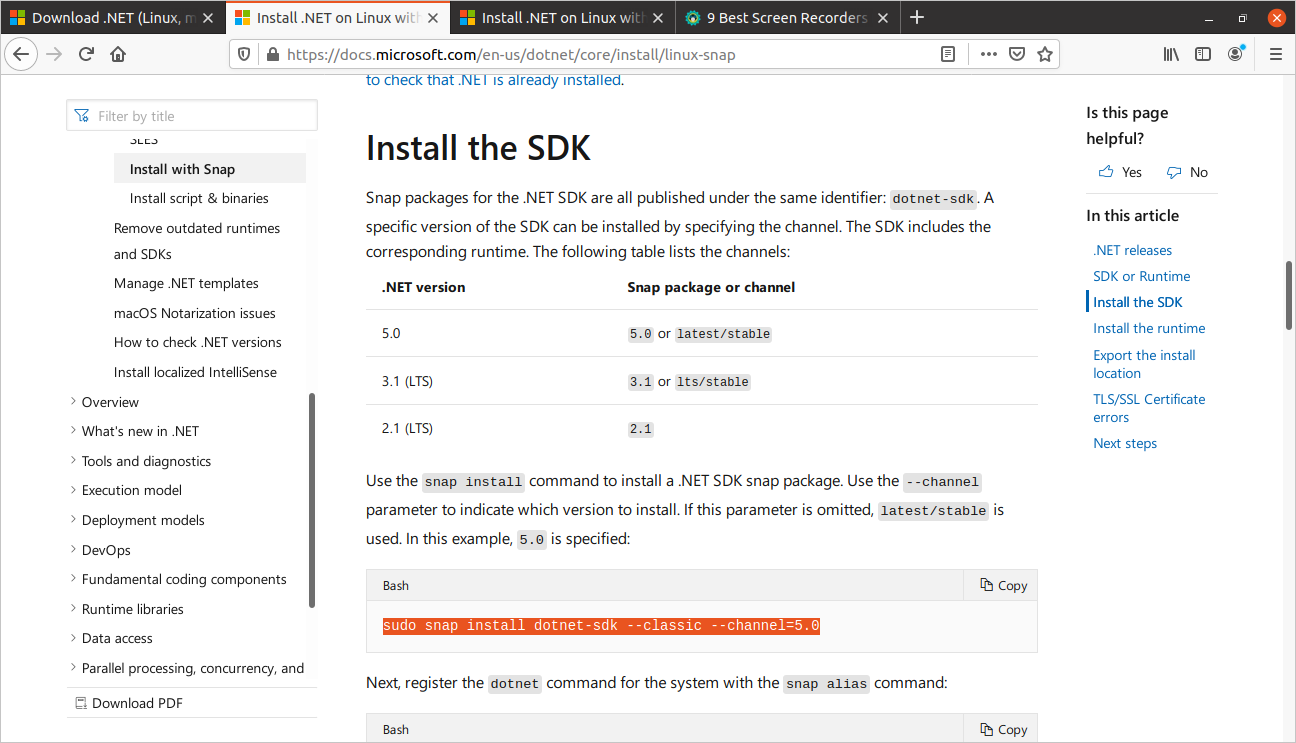 Download .NET (Linux, m
Install .NET on Linux with
Install .NET on Linux with
9 Best Screen Recorders
https://docs.microsoft.com/en-us/dotnet/core/install/linux-snap
to check that .NET is already installed.
Filter by title
SLES
Install with Snap
Install script & binaries
Remove outdated runtimes
and SDKs
Manage .NET templates
macOS Notarization issues
How to check .NET versions
Install localized IntelliSense
Overview
What's new in .NET
Tools and diagnostics
Execution model
Deployment models
DevOps
Fundamental coding components
Runtime libraries
Data access
Parallel processing, concurrency, and
Download PDF
Install the SDK
Snap packages for the .NET SDK are all published under the same identifier: dotnet-sdk. A
specific version of the SDK can be installed by specifying the channel. The SDK includes the
corresponding runtime. The following table lists the channels:
.NET version Snap package or channel
5.0 5.0 or latest/stable
3.1 (LTS) 3.1 or lts/stable
2.1 (LTS) 2.1
Use the snap install command to install a .NET SDK snap package. Use the --channel
parameter to indicate which version to install. If this parameter is omitted, latest/stable is
used. In this example, 5.0 is specified:
Bash Copy
sudo snap install dotnet-sdk --classic --channel=5.0
Next, register the dotnet command for the system with the snap alias command:
Bash Copy
Is this page
helpful?
Yes No
In this article
.NET releases
SDK or Runtime
Install the SDK
Install the runtime
Export the install
location
TLS/SSL Certificate
errors
Next steps